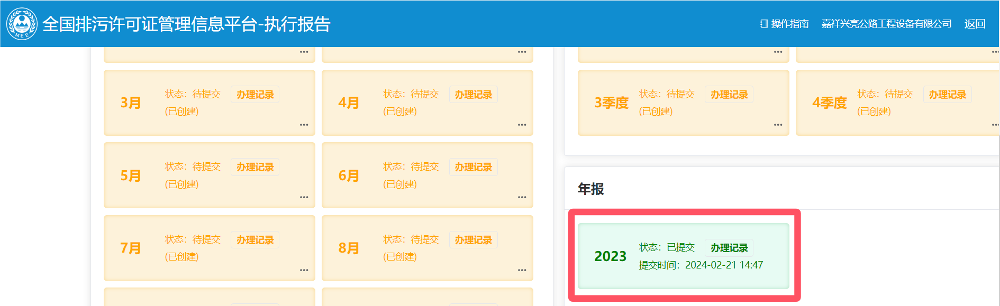 MEE
全国排污许可证管理信息平台-执行报告
操作指南
嘉祥兴亮公路工程设备有限公司
返回
3月
状态：待提交
办理记录
(已创建)
4月
状态：待提交
办理记录
(已创建)
5月
状态：待提交
办理记录
(已创建)
6月
状态：待提交
办理记录
(已创建)
7月
状态：待提交
办理记录
(已创建)
8月
状态：待提交
办理记录
(已创建)
3季度
状态：待提交
办理记录
(已创建)
4季度
状态：待提交
办理记录
(已创建)
年报
2023
状态：已提交
办理记录
提交时间：2024-02-21 14:47